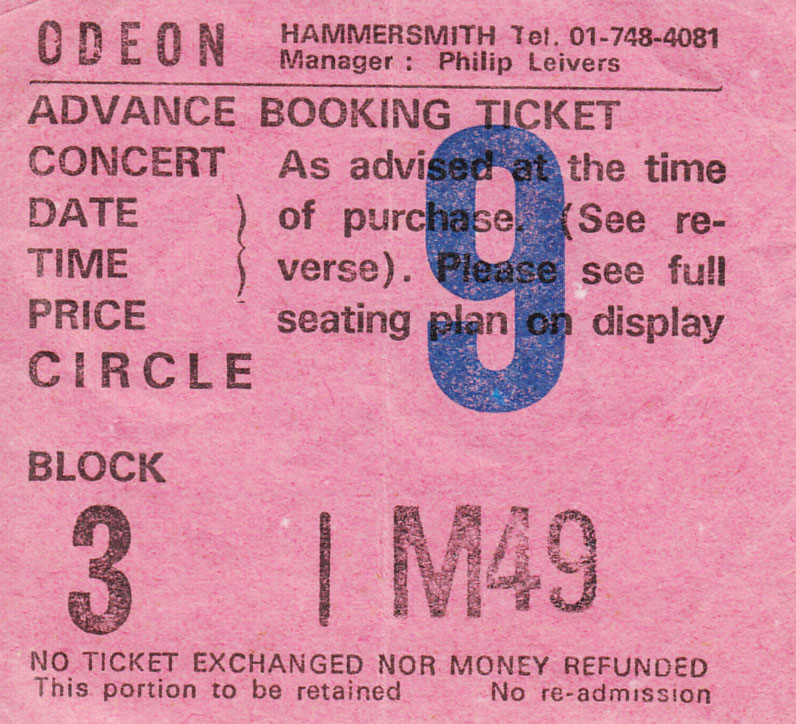 ODEON HAMMERSMITH Tel. 01-748-4081
Manager : Philip Leivers
ADVANCE BOOKING TICKET
CONCERT As advised at the time
DATE of purchase. (See re-
TIME verse). Please see full
PRICE seating plan on display
CIRCLE
9
BLOCK
3 | M49
NO TICKET EXCHANGED NOR MONEY REFUNDED
This portion to be retained No re-admission